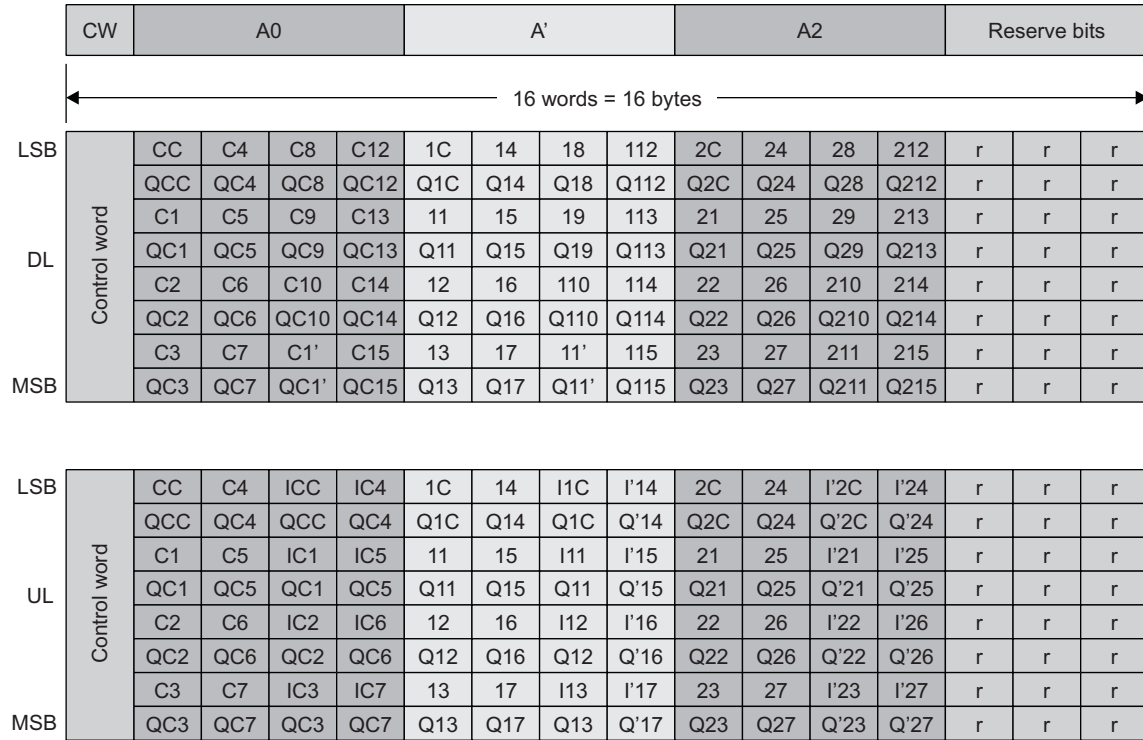 CW A0 A' A2 Reserve bits
16 words = 16 bytes
LSB CC C4 C8 C12 1C 14 18 112 2C 24 28 212 r r r
QCC QC4 QC8 QC12 Q1C Q14 Q18 Q112 Q2C Q24 Q28 Q212 r r r
C1 C5 C9 C13 11 15 19 113 21 25 29 213 r r r
DL Control word QC1 QC5 QC9 QC13 Q11 Q15 Q19 Q113 Q21 Q25 Q29 Q213 r r r
C2 C6 C10 C14 12 16 110 114 22 26 210 214 r r r
QC2 QC6 QC10 QC14 Q12 Q16 Q110 Q114 Q22 Q26 Q210 Q214 r r r
C3 C7 C1’ C15 13 17 11’ 115 23 27 211 215 r r r
MSB QC3 QC7 QC1’ QC15 Q13 Q17 Q11’ Q115 Q23 Q27 Q211 Q215 r r r
LSB CC C4 ICC IC4 1C 14 I1C I’14 2C 24 I’2C I’24 r r r
QCC QC4 QCC QC4 Q1C Q14 Q1C Q’14 Q2C Q24 Q’2C Q’24 r r r
C1 C5 IC1 IC5 11 15 I11 I’15 21 25 I’21 I’25 r r r
UL Control word QC1 QC5 QC1 QC5 Q11 Q15 Q11 Q’15 Q21 Q25 Q’21 Q’25 r r r
C2 C6 IC2 IC6 12 16 I12 I’16 22 26 I’22 I’26 r r r
QC2 QC6 QC2 QC6 Q12 Q16 Q12 Q’16 Q22 Q26 Q’22 Q’26 r r r
C3 C7 IC3 IC7 13 17 I13 I’17 23 27 I’23 I’27 r r r
MSB QC3 QC7 QC3 QC7 Q13 Q17 Q13 Q’17 Q23 Q27 Q’23 Q’27 r r r